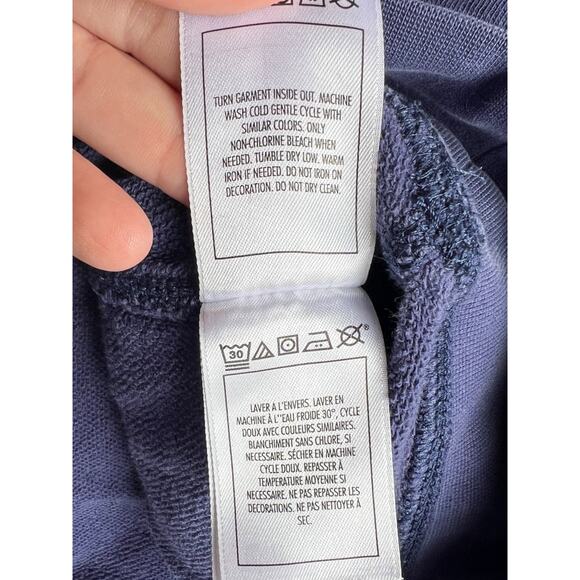 TURN GARMENT INSIDE OUT. MACHINE
WASH COLD GENTLE CYCLE WITH
SIMILAR COLORS. ONLY
NON-CHLORINE BLEACH WHEN
NEEDED. TUMBLE DRY LOW. WARM
IRON IF NEEDED. DO NOT IRON ON
DECORATION. DO NOT DRY CLEAN.
30 ®
LAVER A L'ENVERS. LAVER EN
MACHINE À L''EAU FROIDE 30°, CYCLE
DOUX AVEC COULEURS SIMILAIRES.
BLANCHIMENT SANS CHLORE, SI
NECESSAIRE. SÉCHER EN MACHINE
CYCLE DOUX. REPASSER À
TEMPERATURE MOYENNE SI
NECESSAIRE. NE PAS REPASSER LES
DECORATIONS. NE PAS NETTOYER À
SEC.